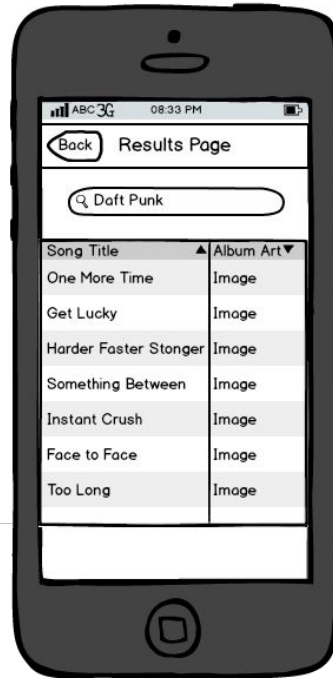 ABC 3G 08:33 PM
Back Results Page
Daft Punk
Song Title Album Art
One More Time Image
Get Lucky Image
Harder Faster Stonger Image
Something Between Image
Instant Crush Image
Face to Face Image
Too Long Image